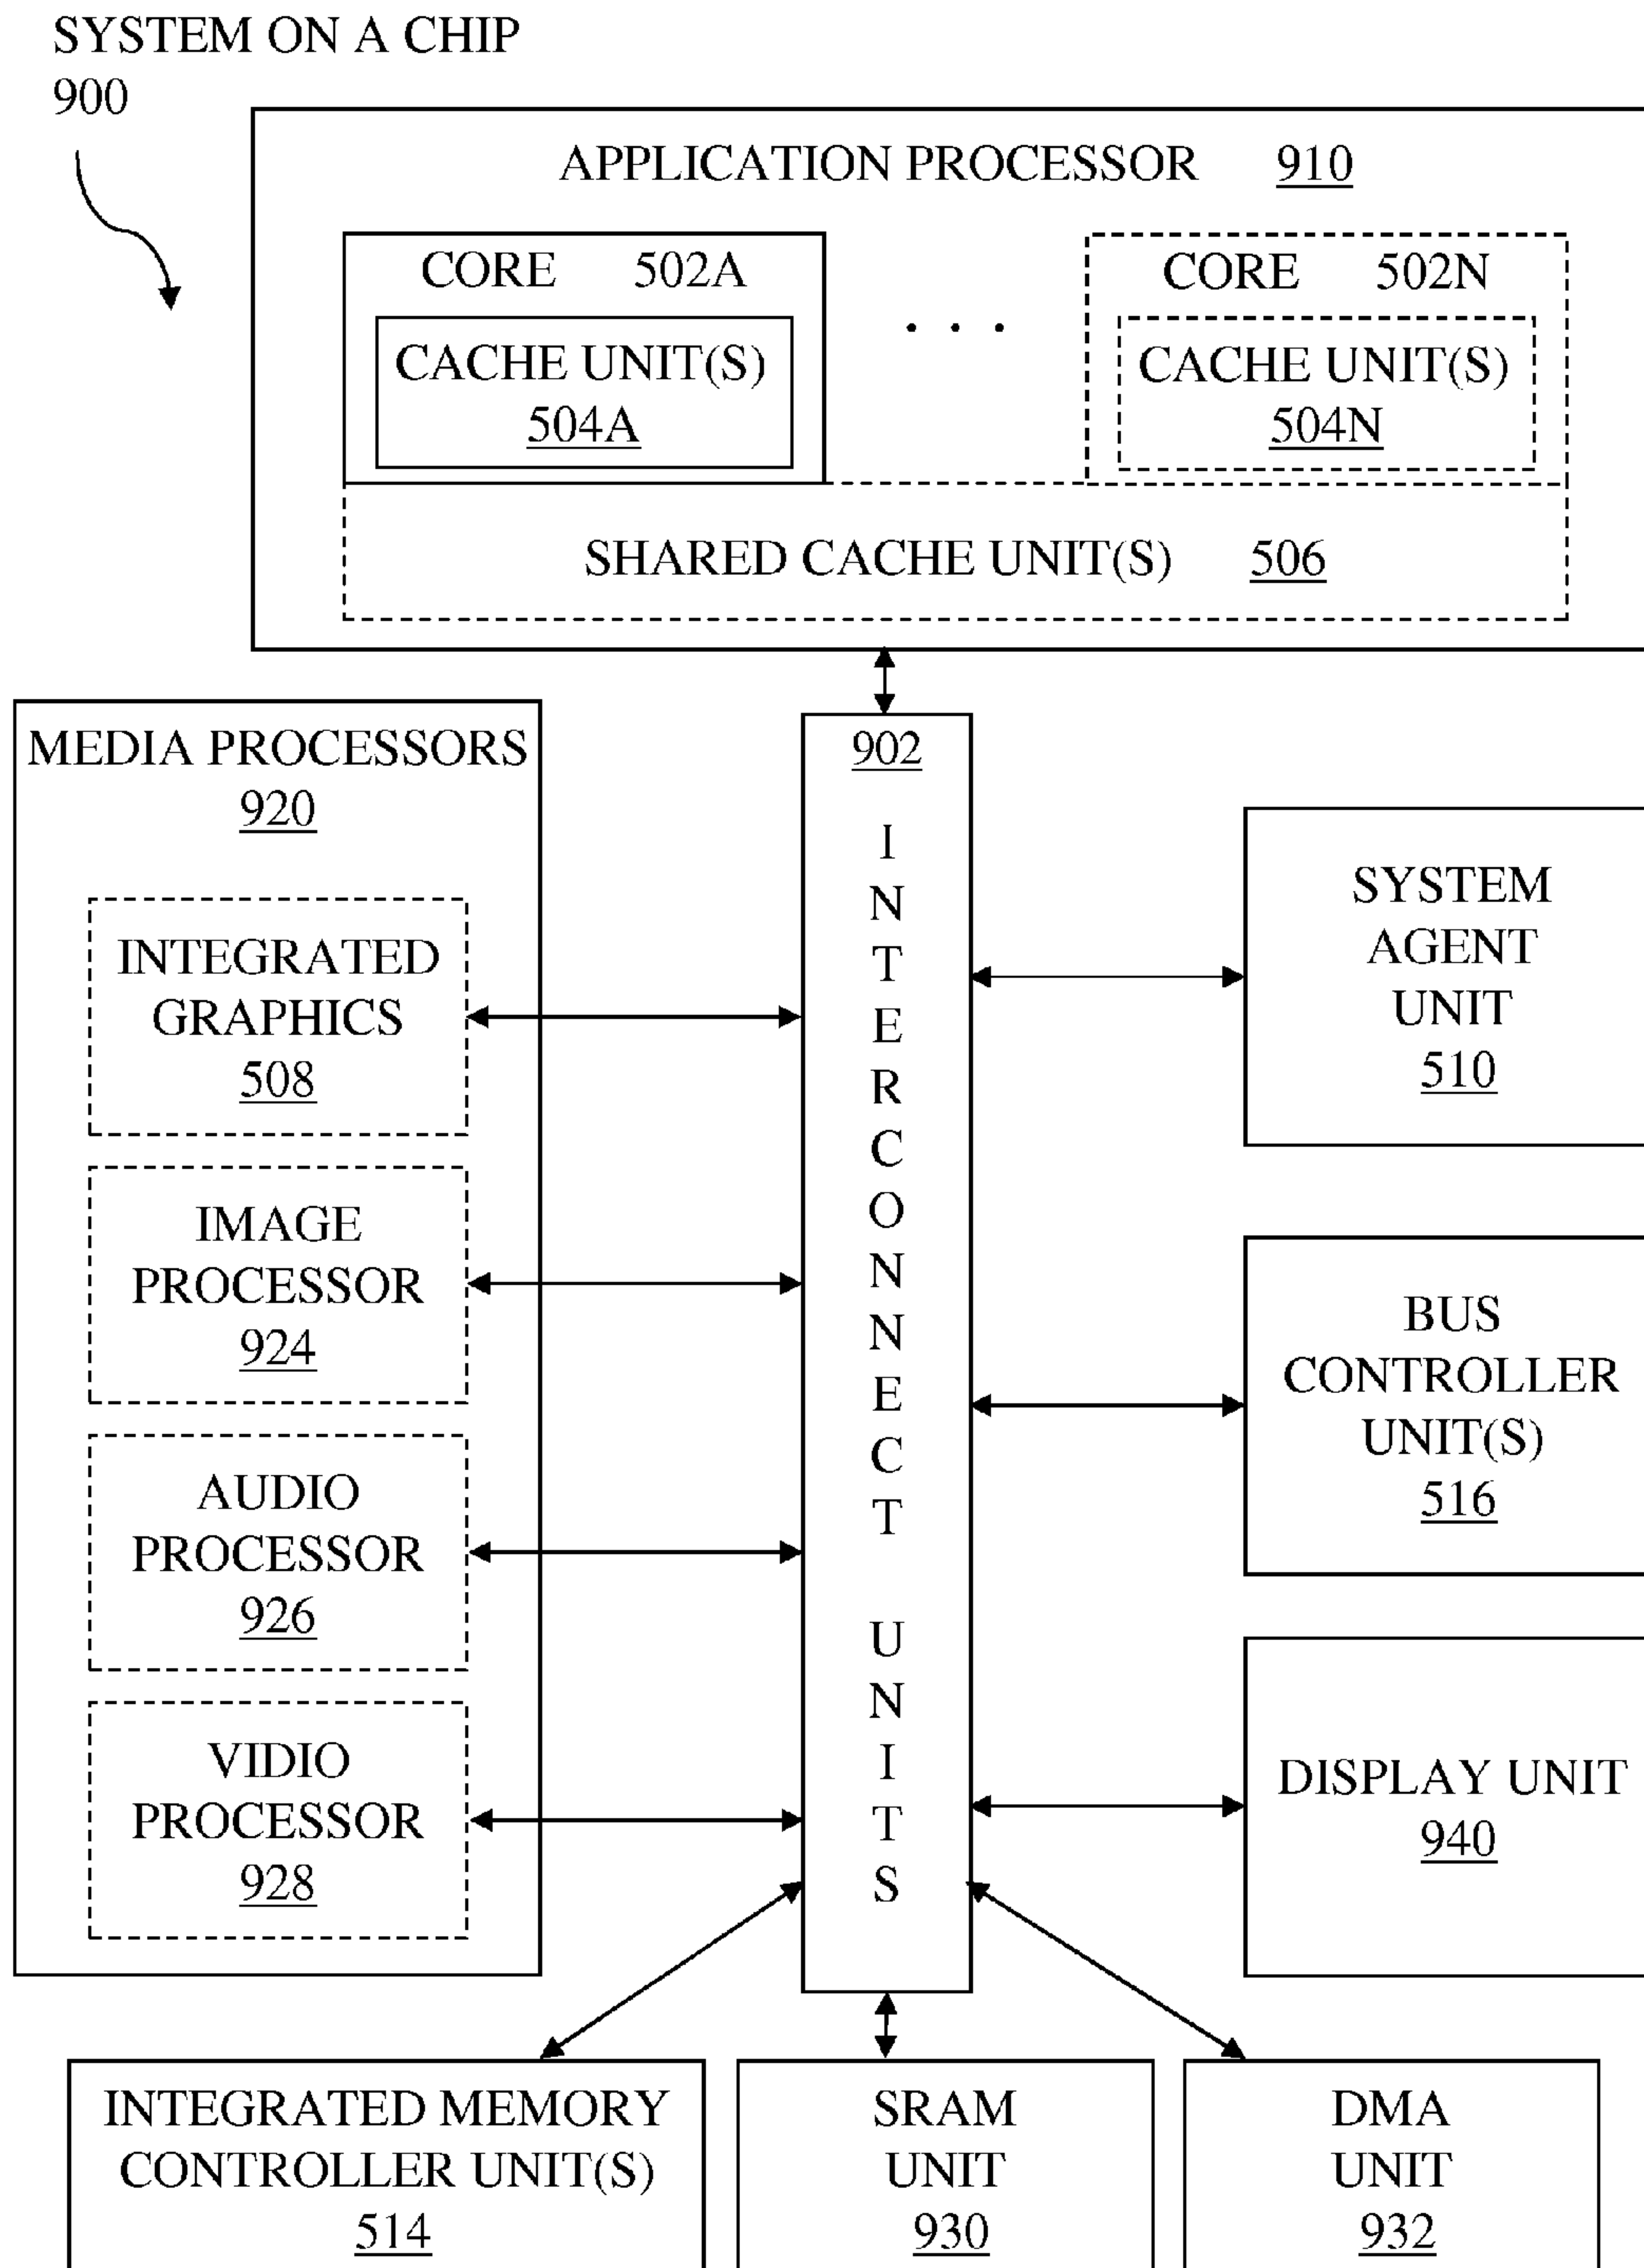 SYSTEM ON A CHIP
900
APPLICATION PROCESSOR 910
CORE 502A
CACHE UNIT(S)
504A
. . .
CORE 502N
CACHE UNIT(S)
504N
SHARED CACHE UNIT(S) 506
MEDIA PROCESSORS
920
INTEGRATED
GRAPHICS
508
IMAGE
PROCESSOR
924
AUDIO
PROCESSOR
926
VIDIO
PROCESSOR
928
902
INTERCONNECT UNITS
SYSTEM
AGENT
UNIT
510
BUS
CONTROLLER
UNIT(S)
516
DISPLAY UNIT
940
INTEGRATED MEMORY
CONTROLLER UNIT(S)
514
SRAM
UNIT
930
DMA
UNIT
932